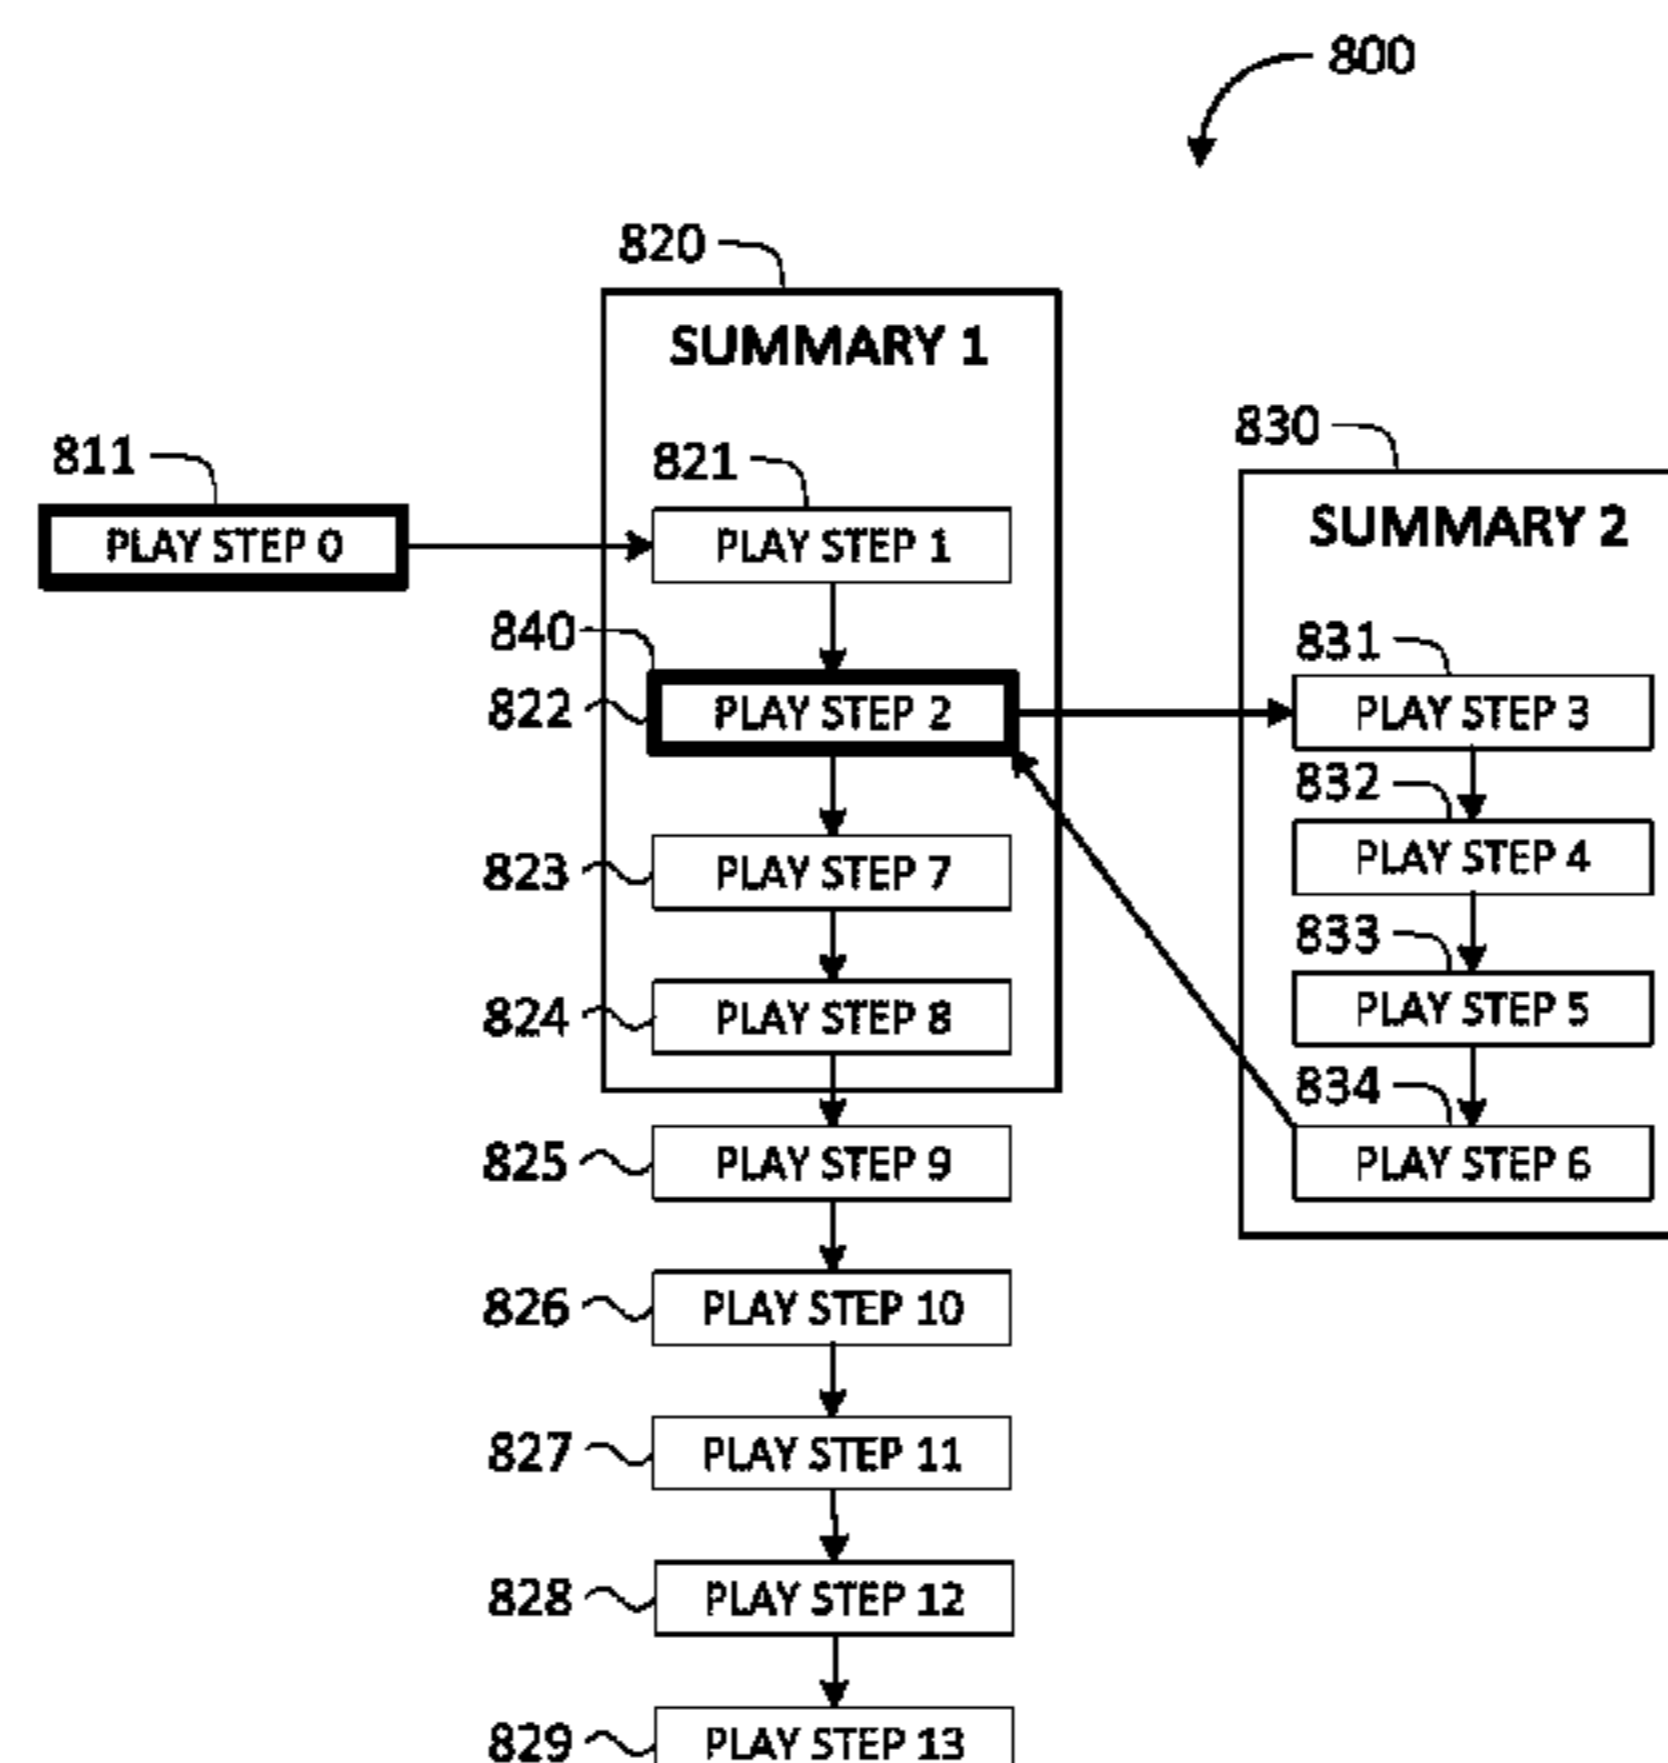 800
820
SUMMARY 1
830
811
821
SUMMARY 2
PLAY STEP 0
PLAY STEP 1
840
831
822
PLAY STEP 2
PLAY STEP 3
832
823
PLAY STEP 7
PLAY STEP 4
833
824
PLAY STEP 8
PLAY STEP 5
834
825
PLAY STEP 9
PLAY STEP 6
826
PLAY STEP 10
827
PLAY STEP 11
828
PLAY STEP 12
829
PLAY STEP 13